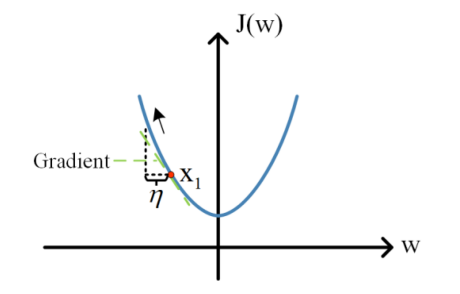 J(w)
Gradient
x₁
η
w